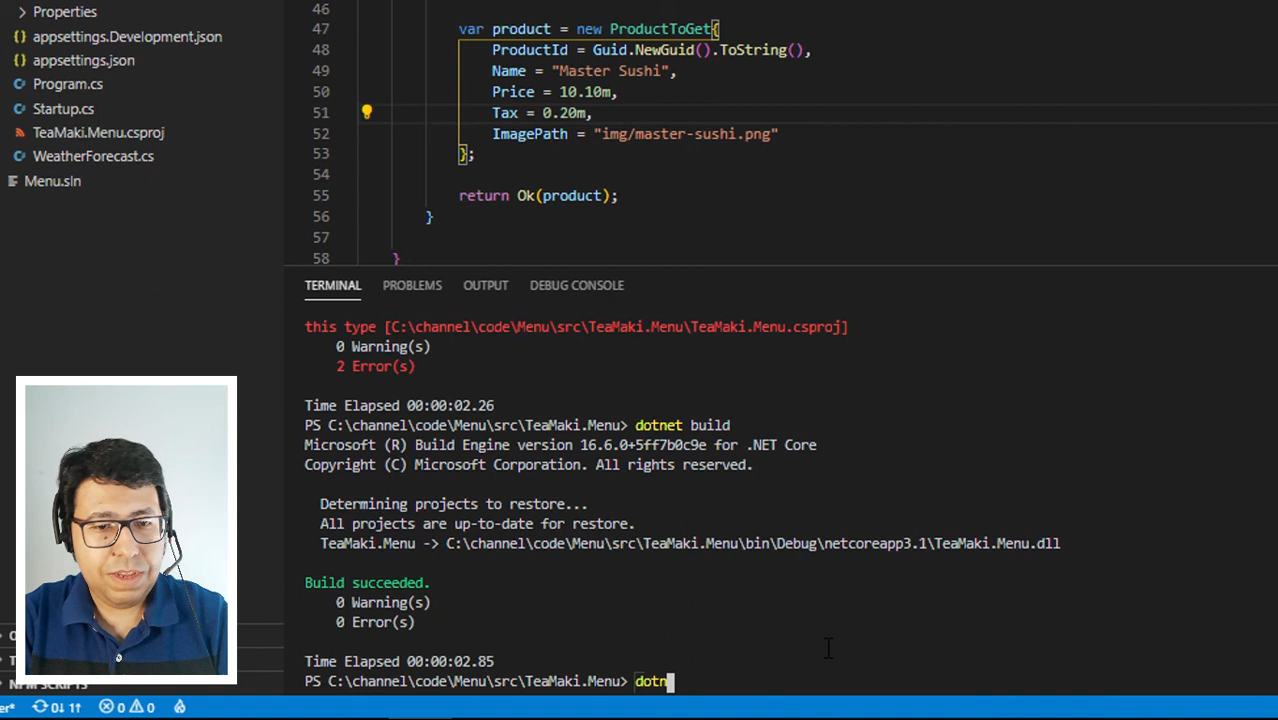 Properties
appsettings.Development.json
appsettings.json
Program.cs
Startup.cs
TeaMaki.Menu.csproj
WeatherForecast.cs
Menu.sln
46
47 var product = new ProductToGet{
48 ProductId = Guid.NewGuid().ToString(),
49 Name = "Master Sushi",
50 Price = 10.10m,
51 Tax = 0.20m,
52 ImagePath = "img/master-sushi.png"
53 };
54
55 return Ok(product);
56 }
57
58 }
TERMINAL PROBLEMS OUTPUT DEBUG CONSOLE
this type [C:\channel\code\Menu\src\TeaMaki.Menu\TeaMaki.Menu.csproj]
0 Warning(s)
2 Error(s)
Time Elapsed 00:00:02.26
PS C:\channel\code\Menu\src\TeaMaki.Menu> dotnet build
Microsoft (R) Build Engine version 16.6.0+5ff7b0c9e for .NET Core
Copyright (C) Microsoft Corporation. All rights reserved.
Determining projects to restore...
All projects are up-to-date for restore.
TeaMaki.Menu -> C:\channel\code\Menu\src\TeaMaki.Menu\bin\Debug\netcoreapp3.1\TeaMaki.Menu.dll
Build succeeded.
0 Warning(s)
0 Error(s)
Time Elapsed 00:00:02.85
PS C:\channel\code\Menu\src\TeaMaki.Menu> dotn
0↓ 1↑ 0 0